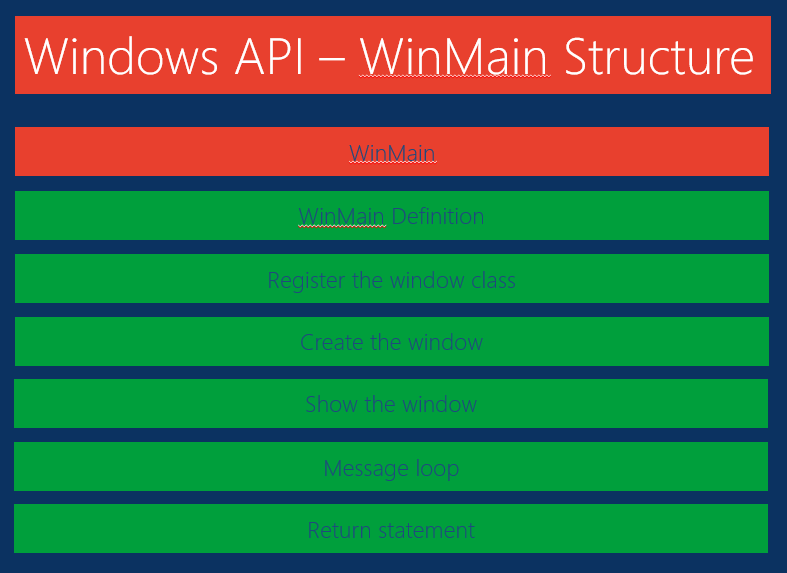 Windows API – WinMain Structure
WinMain
WinMain Definition
Register the window class
Create the window
Show the window
Message loop
Return statement